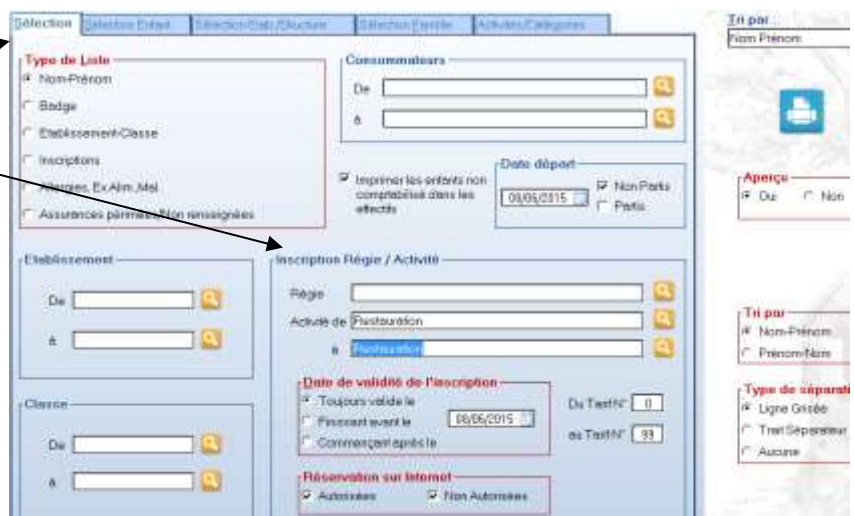 Sélection Sélection Enfant Sélection Etab./Structure Sélection Famille Activités/Catégories
Tri par :
Nom Prénom
Type de Liste
Nom-Prénom
Badge
Etablissement-Classe
Inscriptions
Allergies, Ex.Alim.,Mal.
Assurances périmées/Non renseignées
Consommateurs
De
à
Imprimer les enfants non
comptabilisé dans les
effectifs
Date départ
08/06/2015
Non Partis
Partis
Aperçu
Oui Non
Etablissement
De
à
Inscription Régie / Activité
Régie
Activité de Restauration
à Restauration
Date de validité de l'inscription
Toujours valide le
Finissant avant le 08/06/2015
Commençant après le
Du Tarif N° 0
au Tarif N° 99
Réservation sur Internet
Autorisées Non Autorisées
Classe
De
à
Tri par
Nom-Prénom
Prénom-Nom
Type de séparati
Ligne Grisée
Trait Séparateur
Aucune